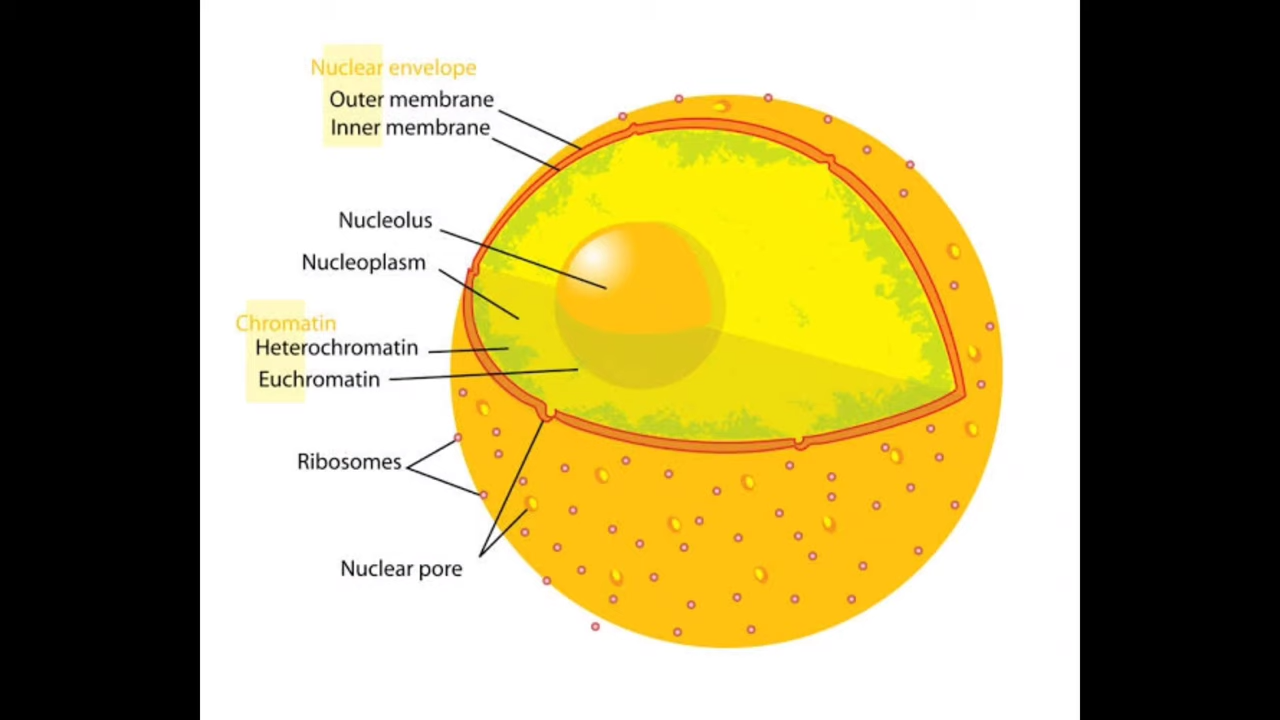 Nuclear envelope
Outer membrane
Inner membrane
Nucleolus
Nucleoplasm
Chromatin
Heterochromatin
Euchromatin
Ribosomes
Nuclear pore